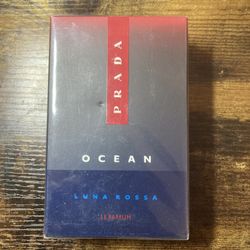 PRADA
OCEAN
LUNA ROSSA
LE PARFUM